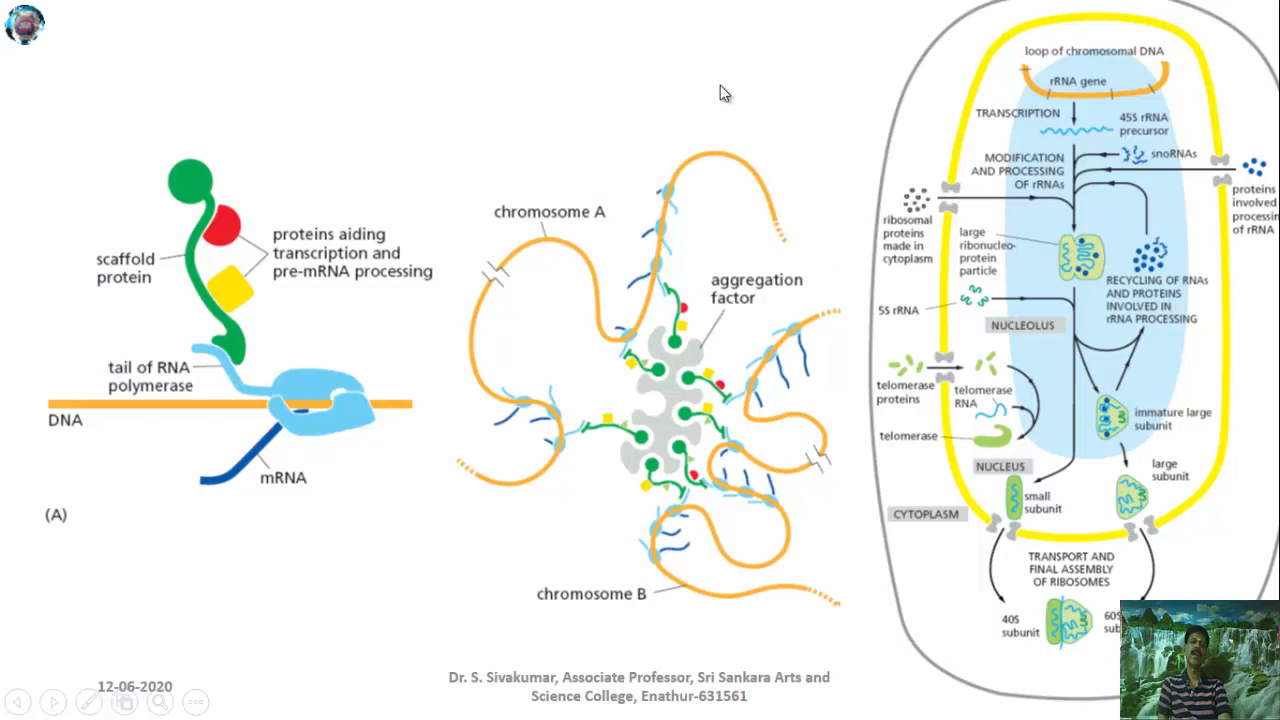 scaffold
protein
proteins aiding
transcription and
pre-mRNA processing
tail of RNA
polymerase
DNA
mRNA
(A)
chromosome A
aggregation
factor
chromosome B
loop of chromosomal DNA
rRNA gene
TRANSCRIPTION
45S rRNA
precursor
MODIFICATION
AND PROCESSING
OF rRNAs
snoRNAs
proteins
involved
processin
of rRNA
ribosomal
proteins
made in
cytoplasm
large
ribonucleo-
protein
particle
RECYCLING OF RNAs
AND PROTEINS
INVOLVED IN
rRNA PROCESSING
5S rRNA
NUCLEOLUS
telomerase
proteins
telomerase
RNA
telomerase
immature large
subunit
NUCLEUS
large
subunit
small
subunit
CYTOPLASM
TRANSPORT AND
FINAL ASSEMBLY
OF RIBOSOMES
40S
subunit
60S
sub
12-06-2020
Dr. S. Sivakumar, Associate Professor, Sri Sankara Arts and
Science College, Enathur-631561